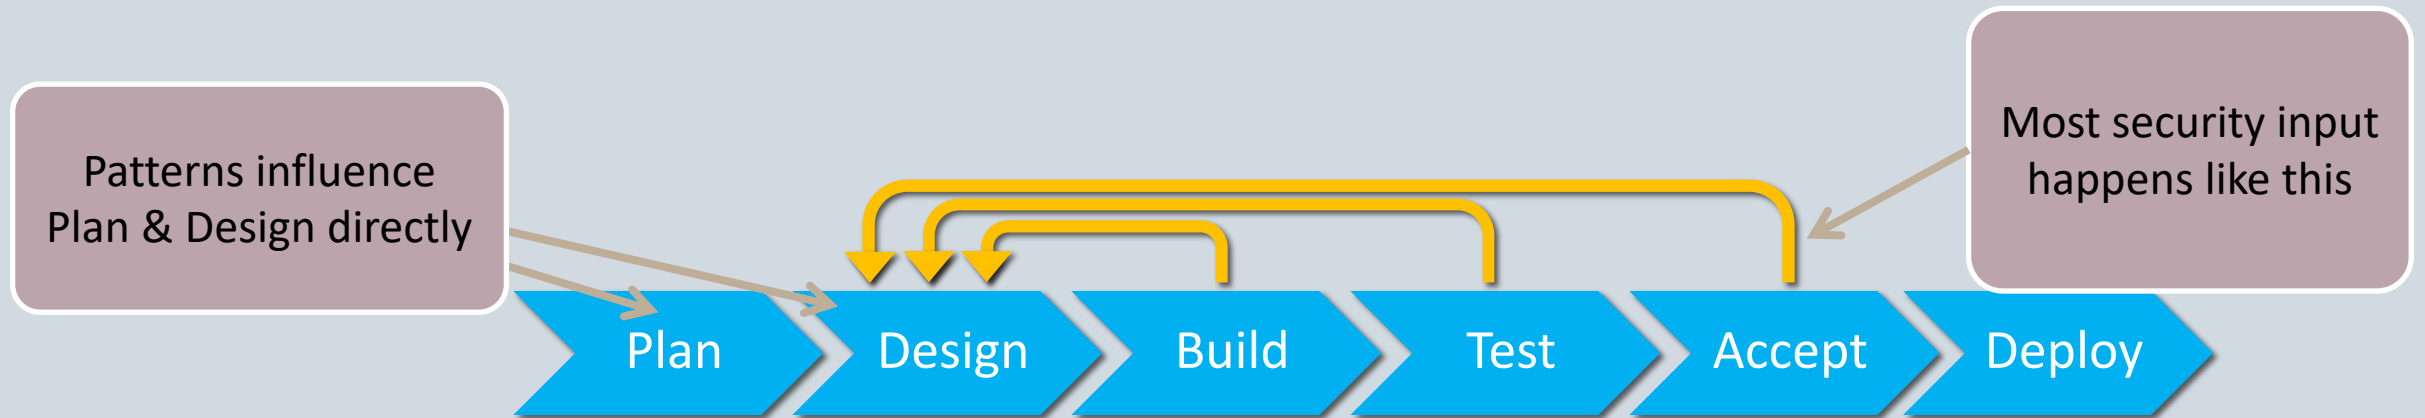 Patterns influence
Plan & Design directly
Most security input
happens like this
Plan
Design
Build
Test
Accept
Deploy